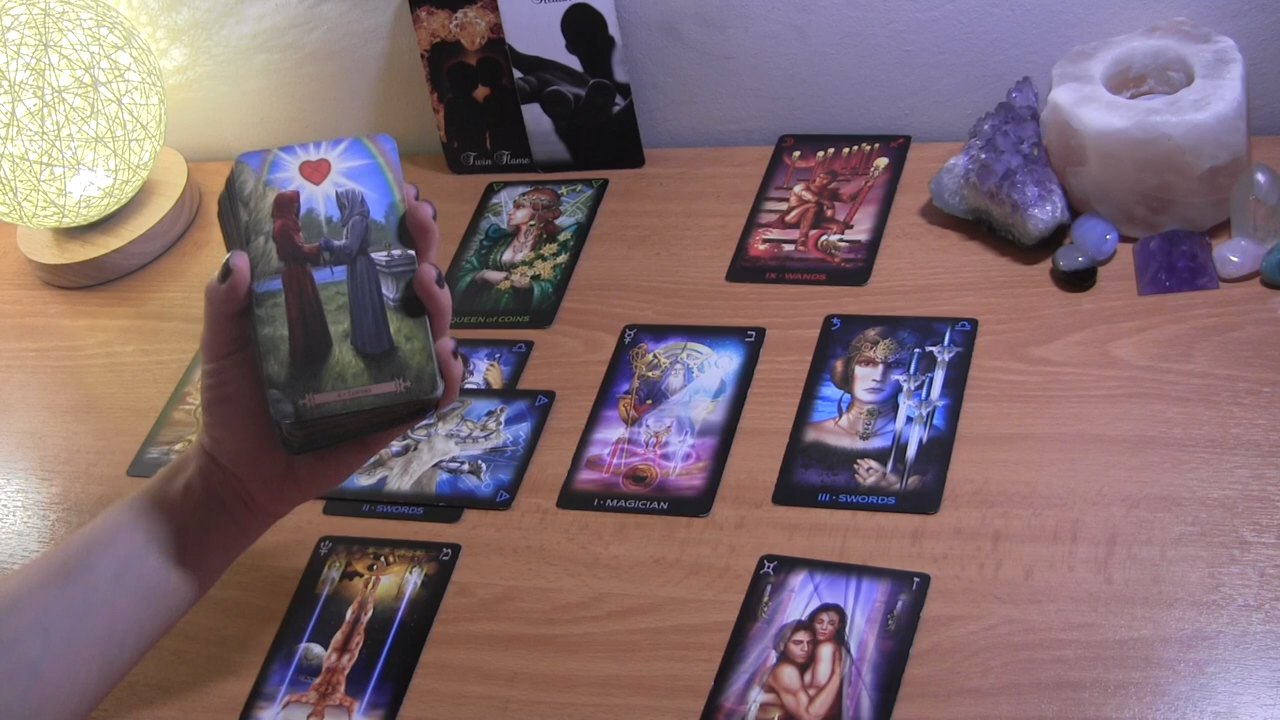 Twin Flame
QUEEN of COINS
IX • WANDS
II • SWORDS
I • MAGICIAN
III • SWORDS